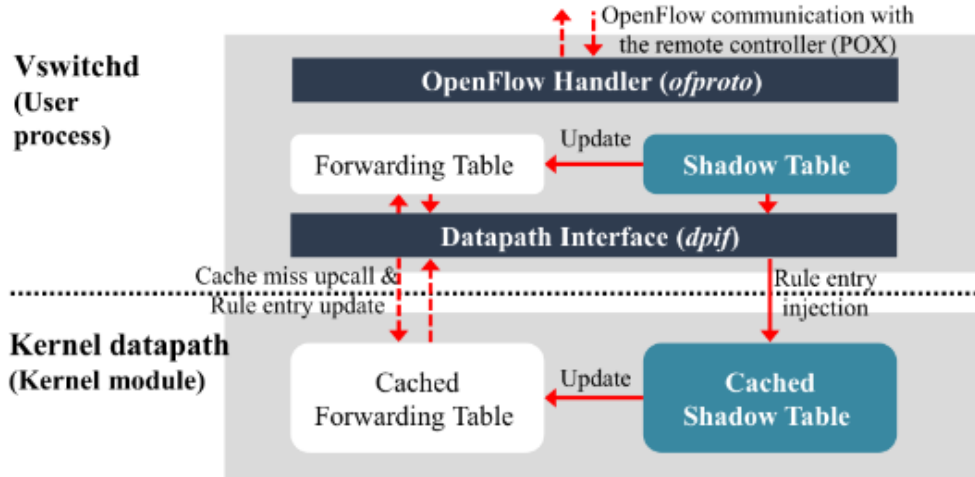 OpenFlow communication with
the remote controller (POX)
Vswitchd
(User
process)
OpenFlow Handler (ofproto)
Update
Forwarding Table
Shadow Table
Datapath Interface (dpif)
Cache miss upcall &
Rule entry update
Rule entry
injection
Kernel datapath
(Kernel module)
Cached
Forwarding Table
Update
Cached
Shadow Table